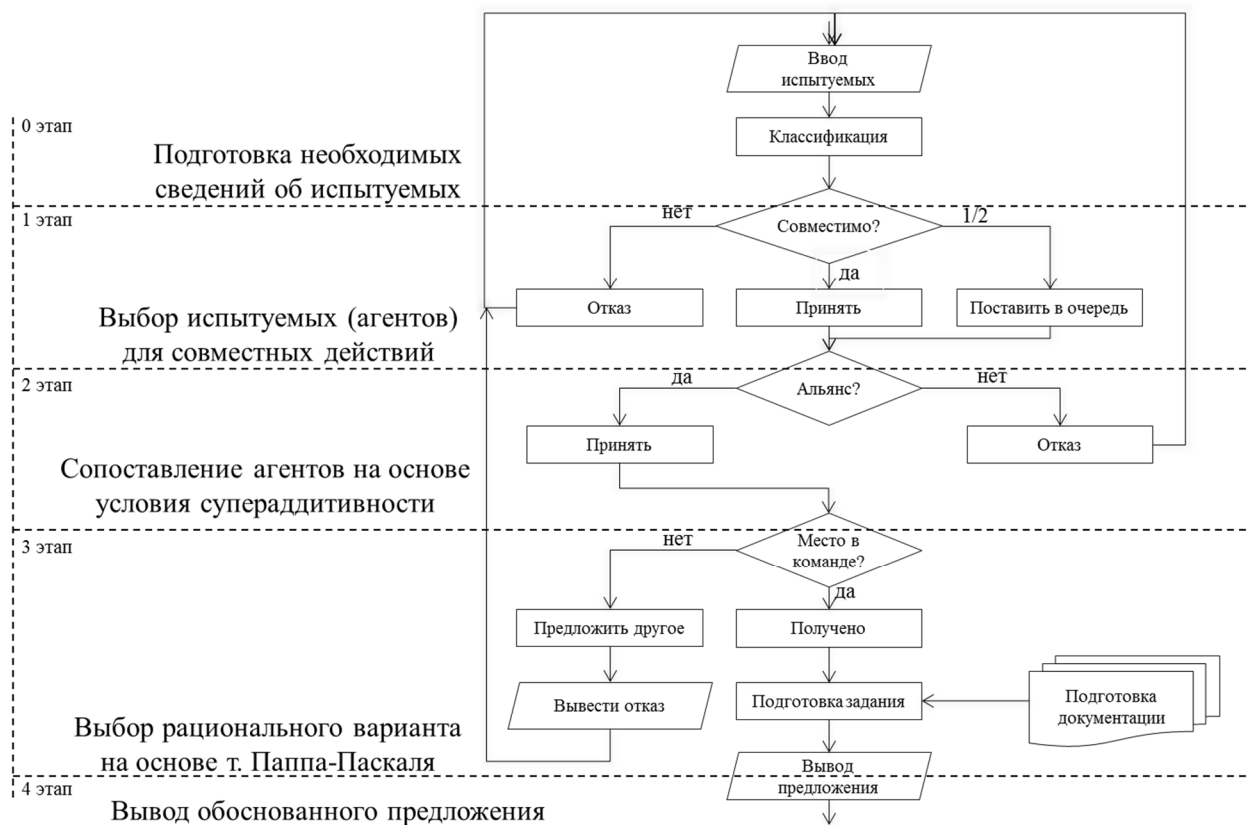 Ввод
испытуемых
0 этап
Классификация
Подготовка необходимых
сведений об испытуемых
1 этап
нет
1/2
Совместимо?
да
Отказ
Принять
Поставить в очередь
Выбор испытуемых (агентов)
для совместных действий
2 этап
да
нет
Альянс?
Принять
Отказ
Сопоставление агентов на основе
условия супераддитивности
3 этап
нет
Место в
команде?
да
Предложить другое
Получено
Вывести отказ
Подготовка задания
Подготовка
документации
Выбор рационального варианта
на основе т. Паппа-Паскаля
Вывод
предложения
4 этап
Вывод обоснованного предложения